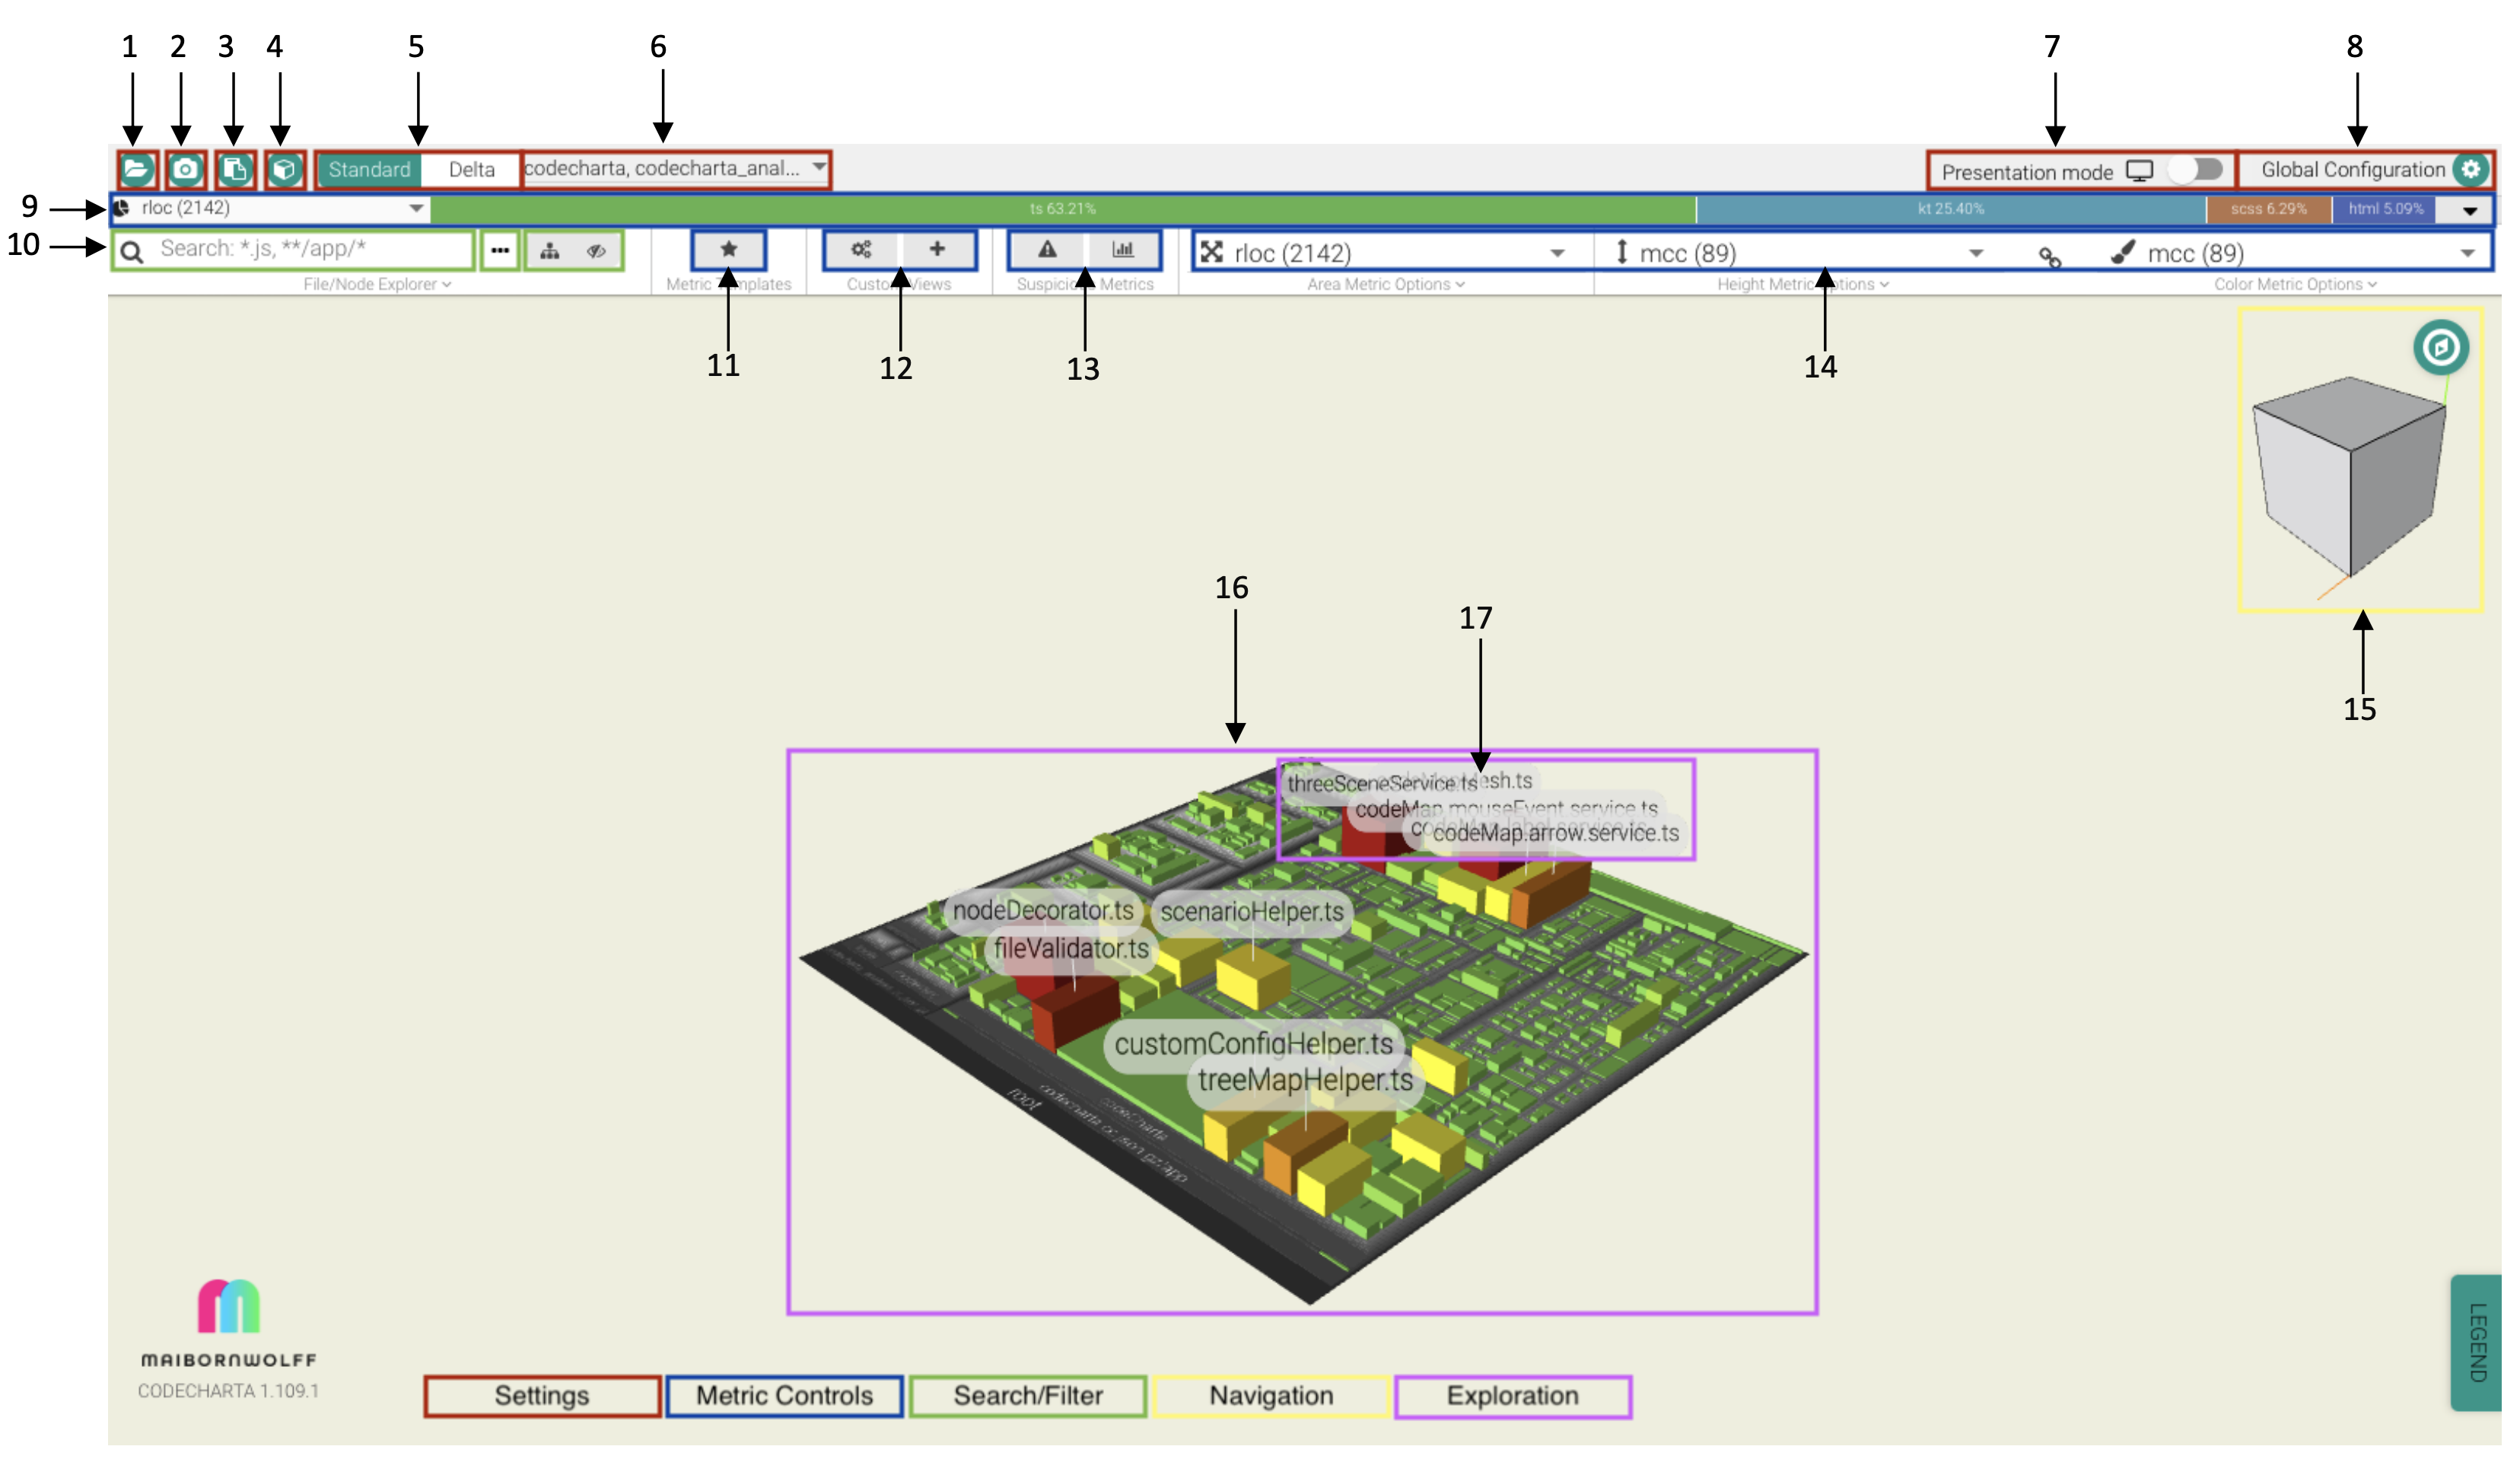 1 2 3 4 5 6 7 8
Standard Delta codecharta, codecharta_anal... Presentation mode Global Configuration
9 rloc (2142) ts 63.21% kt 25.40% scss 6.29% html 5.09%
10 Search: *.js, **/app/* rloc (2142) mcc (89) mcc (89)
File/Node Explorer Metric Templates Custom Views Suspicious Metrics Area Metric Options Height Metric Options Color Metric Options
11 12 13 14
15
16
17
threeSceneService.ts
codeMap.mouseEvent.service.ts
codeMap.arrow.service.ts
nodeDecorator.ts scenarioHelper.ts
fileValidator.ts
customConfigHelper.ts
treeMapHelper.ts
root
MAIBORNWOLFF
CODECHARTA 1.109.1
LEGEND
Settings Metric Controls Search/Filter Navigation Exploration